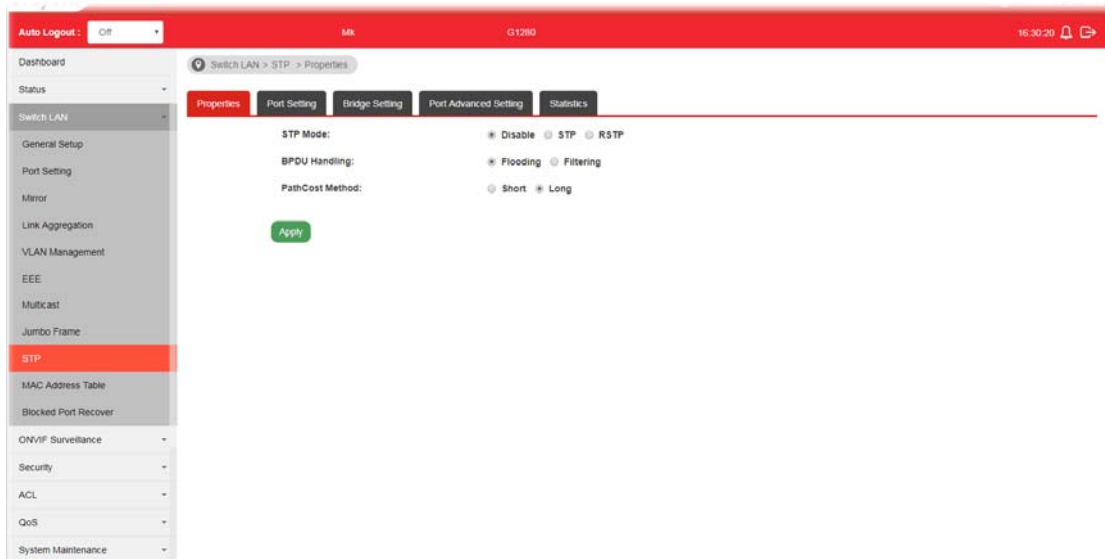 Auto Logout : Off Mk G1280 16:30:20
Dashboard
Switch LAN > STP > Properties
Status
Properties Port Setting Bridge Setting Port Advanced Setting Statistics
Switch LAN
STP Mode: Disable STP RSTP
General Setup
BPDU Handling: Flooding Filtering
Port Setting
PathCost Method: Short Long
Mirror
Link Aggregation
Apply
VLAN Management
EEE
Multicast
Jumbo Frame
STP
MAC Address Table
Blocked Port Recover
ONVIF Surveillance
Security
ACL
QoS
System Maintenance